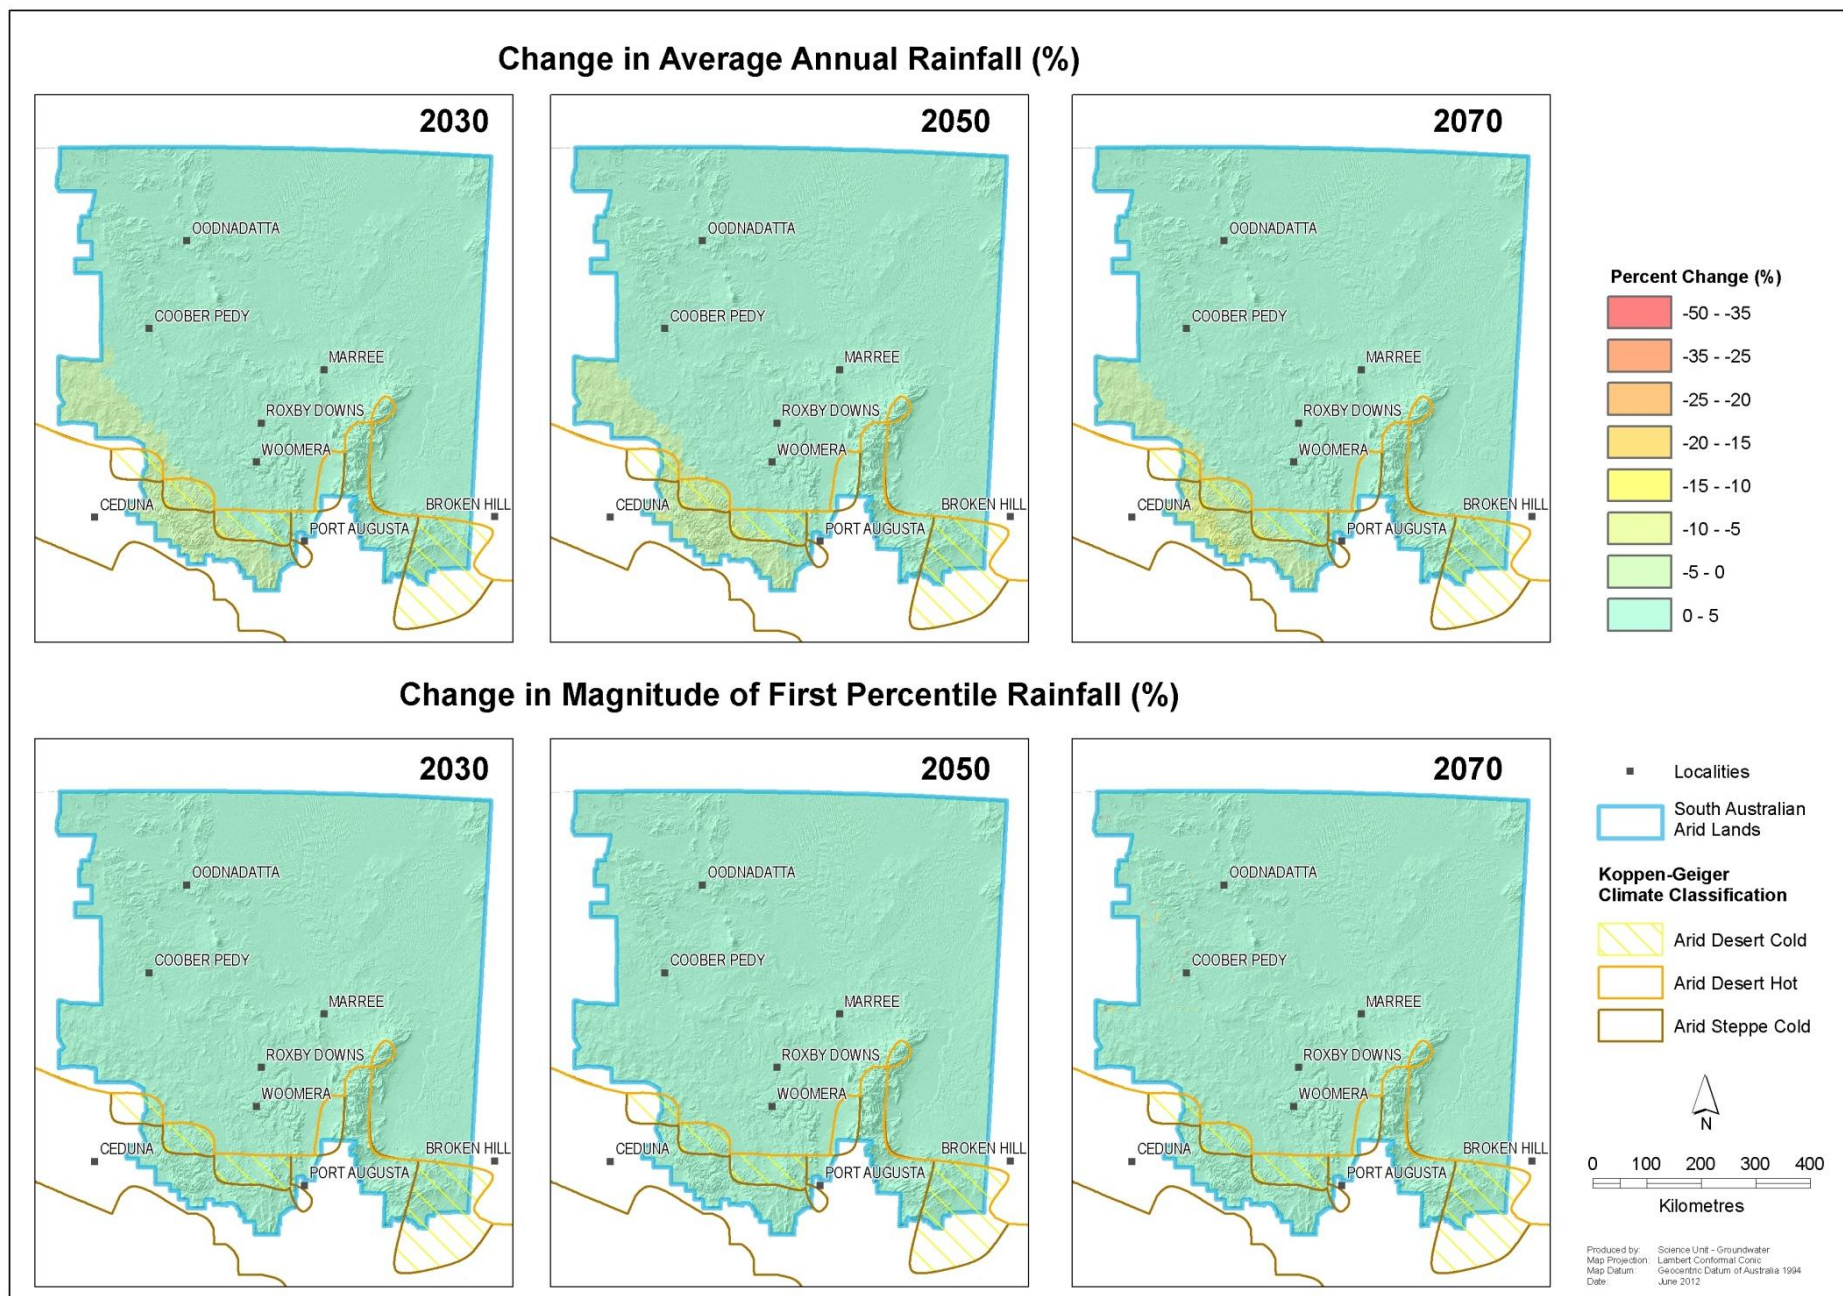 Change in Average Annual Rainfall (%)
2030
OODNADATTA
COOBER PEDY
MARREE
ROXBY DOWNS
WOOMERA
CEDUNA
BROKEN HILL
PORT AUGUSTA
2050
OODNADATTA
COOBER PEDY
MARREE
ROXBY DOWNS
WOOMERA
CEDUNA
BROKEN HILL
PORT AUGUSTA
2070
OODNADATTA
COOBER PEDY
MARREE
ROXBY DOWNS
WOOMERA
CEDUNA
BROKEN HILL
PORT AUGUSTA
Percent Change (%)
-50 - -35
-35 - -25
-25 - -20
-20 - -15
-15 - -10
-10 - -5
-5 - 0
0 - 5
Change in Magnitude of First Percentile Rainfall (%)
2030
OODNADATTA
COOBER PEDY
MARREE
ROXBY DOWNS
WOOMERA
CEDUNA
BROKEN HILL
PORT AUGUSTA
2050
OODNADATTA
COOBER PEDY
MARREE
ROXBY DOWNS
WOOMERA
CEDUNA
BROKEN HILL
PORT AUGUSTA
2070
OODNADATTA
COOBER PEDY
MARREE
ROXBY DOWNS
WOOMERA
CEDUNA
BROKEN HILL
PORT AUGUSTA
Localities
South Australian
Arid Lands
Koppen-Geiger
Climate Classification
Arid Desert Cold
Arid Desert Hot
Arid Steppe Cold
N
0 100 200 300 400
Kilometres
Produced by: Science Unit - Groundwater
Map Projection: Lambert Conformal Conic
Map Datum: Geocentric Datum of Australia 1994
Date: June 2012